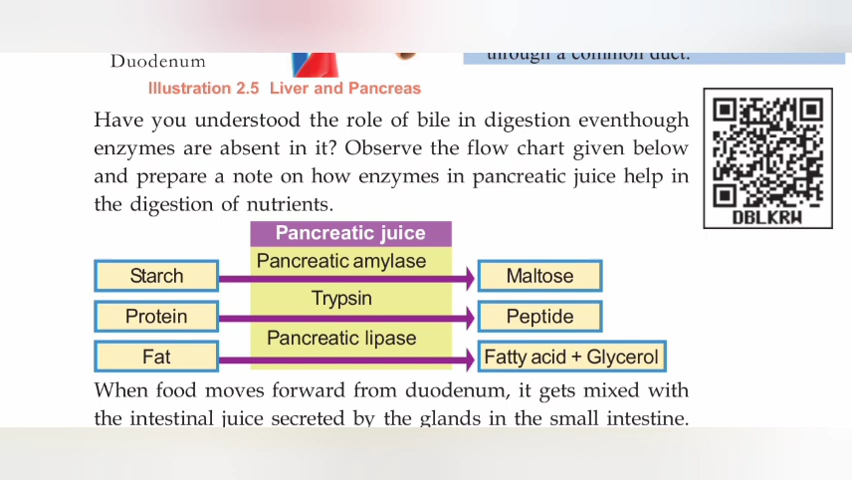 Duodenum
through a common duct.
Illustration 2.5 Liver and Pancreas
Have you understood the role of bile in digestion eventhough
enzymes are absent in it? Observe the flow chart given below
and prepare a note on how enzymes in pancreatic juice help in
the digestion of nutrients.
DBLKRW
Pancreatic juice
Starch
Pancreatic amylase
Maltose
Protein
Trypsin
Peptide
Fat
Pancreatic lipase
Fatty acid + Glycerol
When food moves forward from duodenum, it gets mixed with
the intestinal juice secreted by the glands in the small intestine.